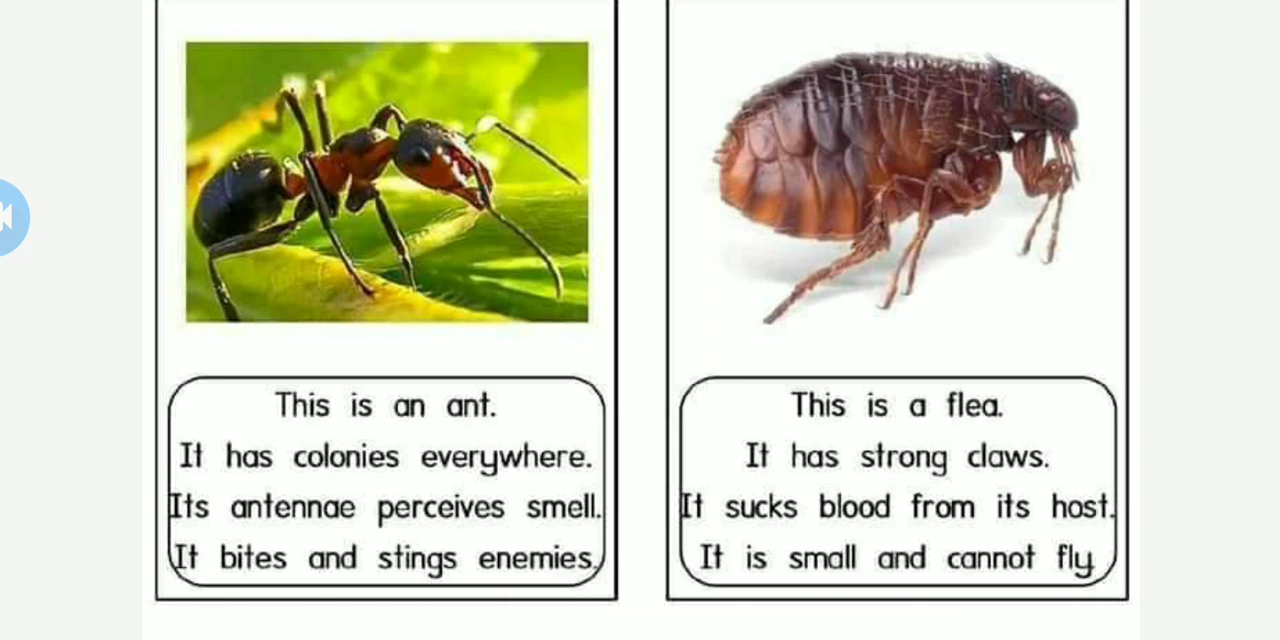 This is an ant.
It has colonies everywhere.
Its antennae perceives smell.
It bites and stings enemies.
This is a flea.
It has strong claws.
It sucks blood from its host.
It is small and cannot fly